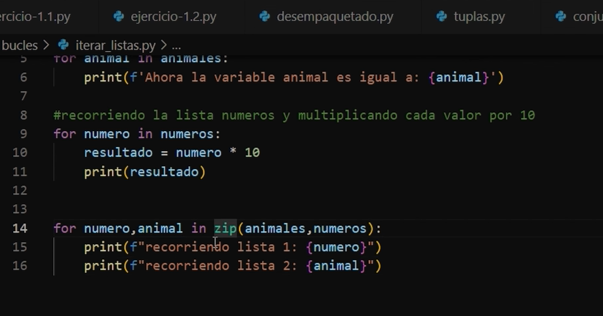 rcicio-1.1.py ejercicio-1.2.py desempaquetado.py tuplas.py conju
bucles > iterar_listas.py > ...
5 for animal in animales:
6 print(f'Ahora la variable animal es igual a: {animal}')
7
8 #recorriendo la lista numeros y multiplicando cada valor por 10
9 for numero in numeros:
10 resultado = numero * 10
11 print(resultado)
12
13
14 for numero,animal in zip(animales,numeros):
15 print(f"recorriendo lista 1: {numero}")
16 print(f"recorriendo lista 2: {animal}")